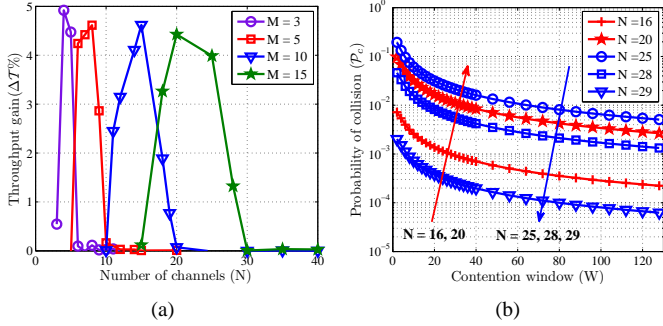 Throughput gain (ΔT%)
5
4
3
2
1
0
0
10
20
30
40
Number of channels (N)
M = 3
M = 5
M = 10
M = 15
(a)
Probability of collision (Pc)
10^0
10^-1
10^-2
10^-3
10^-4
10^-5
0
20
40
60
80
100
120
Contention window (W)
N =16
N =20
N =25
N =28
N =29
N = 16, 20
N = 25, 28, 29
(b)